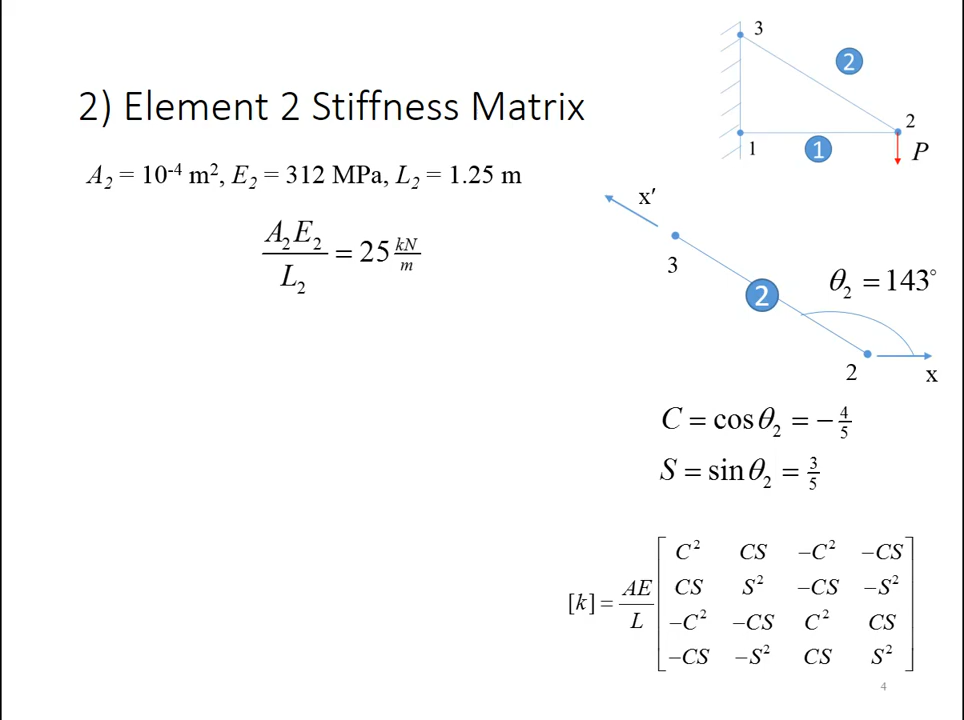 2) Element 2 Stiffness Matrix
A₂ = 10⁻⁴ m², E₂ = 312 MPa, L₂ = 1.25 m
A₂E₂ / L₂ = 25 kN/m
3
2
2
1
1
P
x′
3
2
θ₂ = 143°
2
x
C = cos θ₂ = − 4/5
S = sin θ₂ = 3/5
[k] = AE/L
C² CS −C² −CS
CS S² −CS −S²
−C² −CS C² CS
−CS −S² CS S²
4